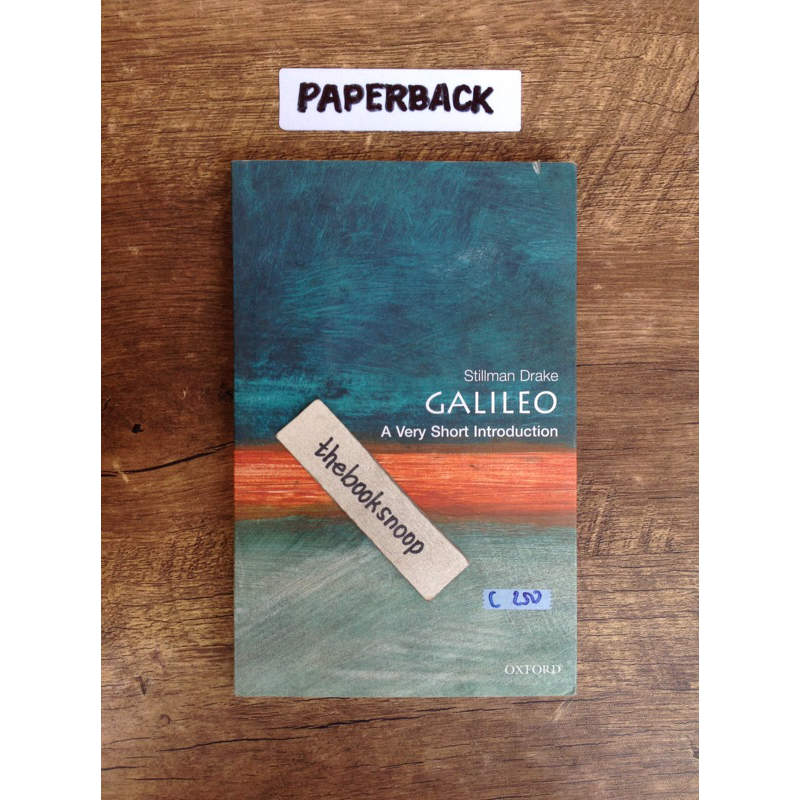 PAPERBACK
Stillman Drake
GALILEO
A Very Short Introduction
thebooksnoop
C 250
OXFORD